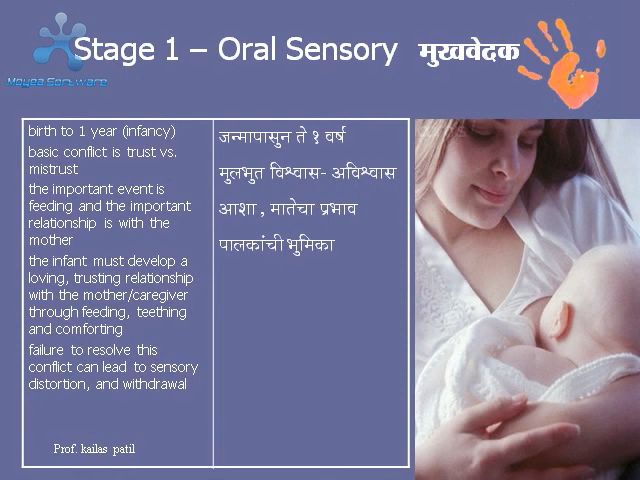 Stage 1 – Oral Sensory मुखवेदक
Moyea Software
birth to 1 year (infancy)
basic conflict is trust vs.
mistrust
the important event is
feeding and the important
relationship is with the
mother
the infant must develop a
loving, trusting relationship
with the mother/caregiver
through feeding, teething
and comforting
failure to resolve this
conflict can lead to sensory
distortion, and withdrawal
जन्मापासुन ते १ वर्ष
मुलभुत विश्वास- अविश्वास
आशा , मातेचा प्रभाव
पालकांची भुमिका
Prof. kailas patil